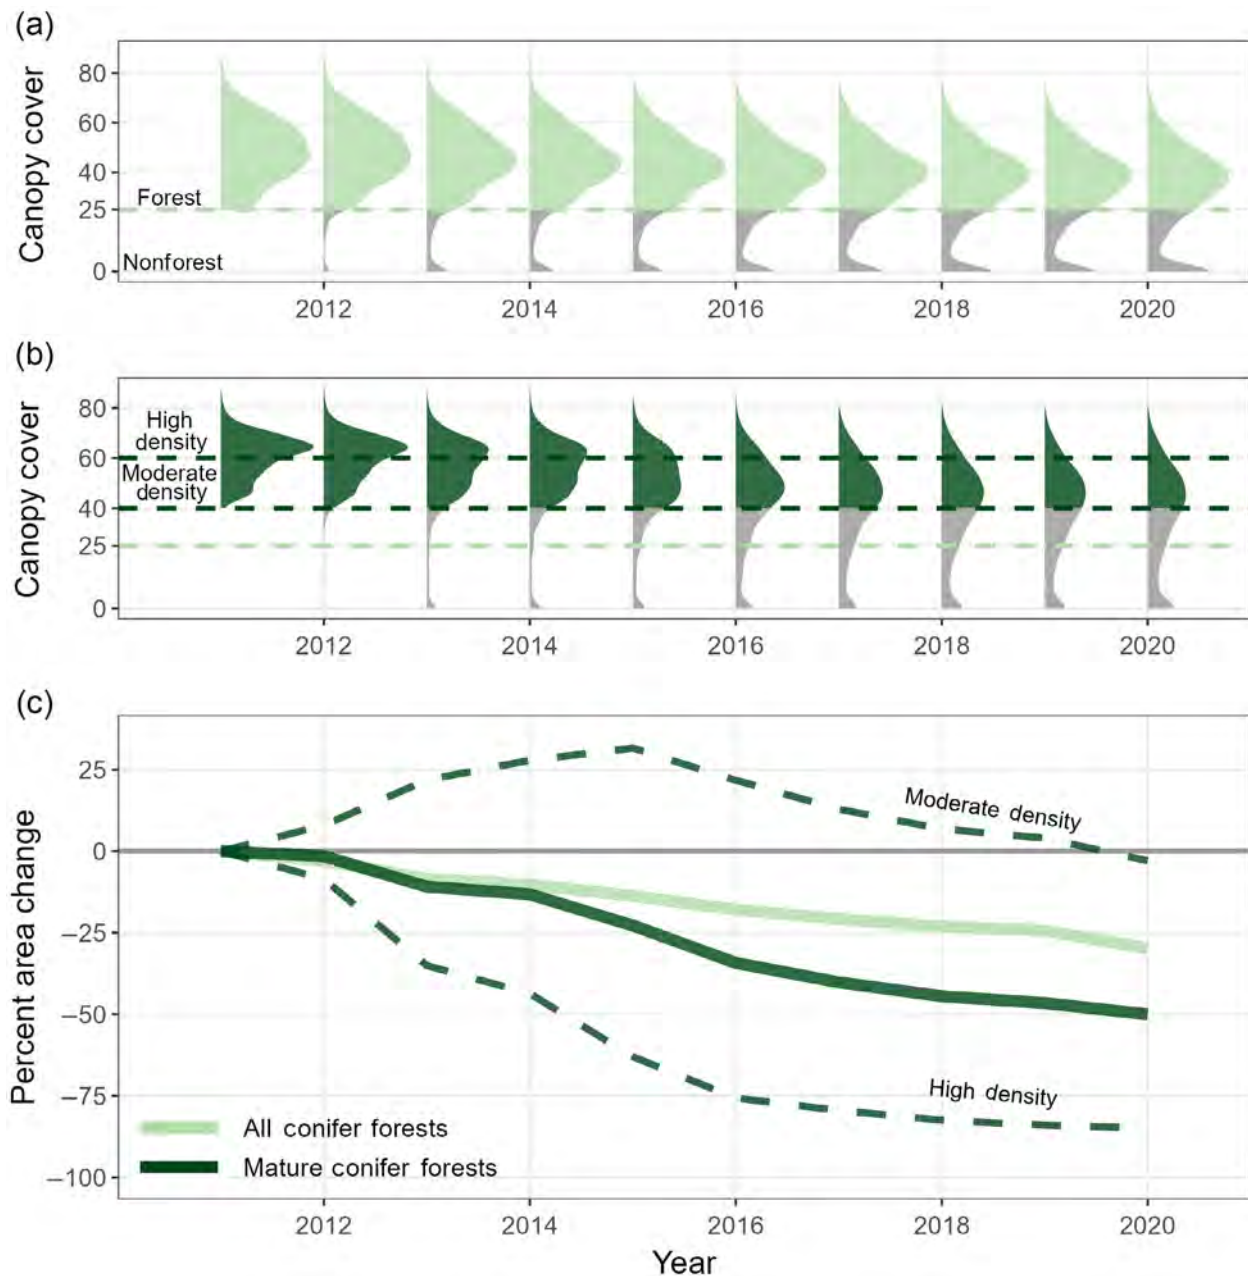 (a)
Canopy cover
80
60
40
25
0
Forest
Nonforest
2012
2014
2016
2018
2020
(b)
Canopy cover
80
60
40
25
0
High
density
Moderate
density
2012
2014
2016
2018
2020
(c)
Percent area change
25
0
−25
−50
−75
−100
Moderate density
High density
All conifer forests
Mature conifer forests
2012
2014
2016
2018
2020
Year